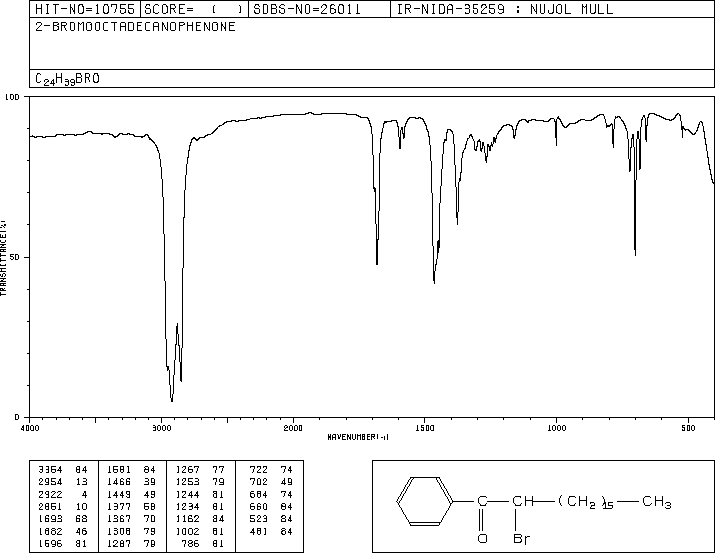 HIT-NO=10755 SCORE= ( ) SDBS-NO=26011 IR-NIDA-35259 : NUJOL MULL
2-BROMOOCTADECANOPHENONE
C24H39BRO
100
50
0
TRANSMITTANCE(%)
4000 3000 2000 1500 1000 500
WAVENUMBER(-1)
3364 84 1581 84 1267 77 722 74
2954 13 1466 39 1253 79 702 49
2922 4 1449 49 1244 81 684 74
2851 10 1377 58 1234 81 660 84
1693 68 1367 70 1162 84 523 84
1682 46 1308 79 1002 81 481 84
1596 81 1287 79 786 81
C CH (CH2)15 CH3
O Br